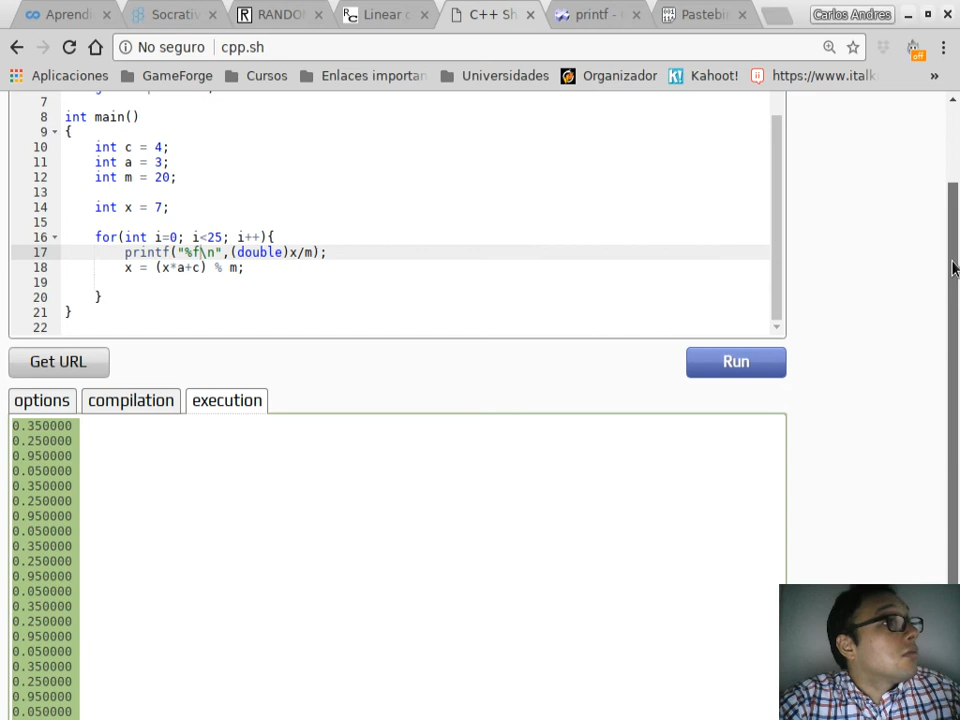 Aprendi
Socrativ
RANDO
Linear c
C++ Sh
printf -
Pastebin
Carlos Andres
No seguro cpp.sh
Aplicaciones GameForge Cursos Enlaces importan Universidades Organizador Kahoot! https://www.italk »
7
8 int main()
9 {
10 int c = 4;
11 int a = 3;
12 int m = 20;
13
14 int x = 7;
15
16 for(int i=0; i<25; i++){
17 printf("%f\n",(double)x/m);
18 x = (x*a+c) % m;
19
20 }
21 }
22
Get URL
Run
options compilation execution
0.350000
0.250000
0.950000
0.050000
0.350000
0.250000
0.950000
0.050000
0.350000
0.250000
0.950000
0.050000
0.350000
0.250000
0.950000
0.050000
0.350000
0.250000
0.950000
0.050000